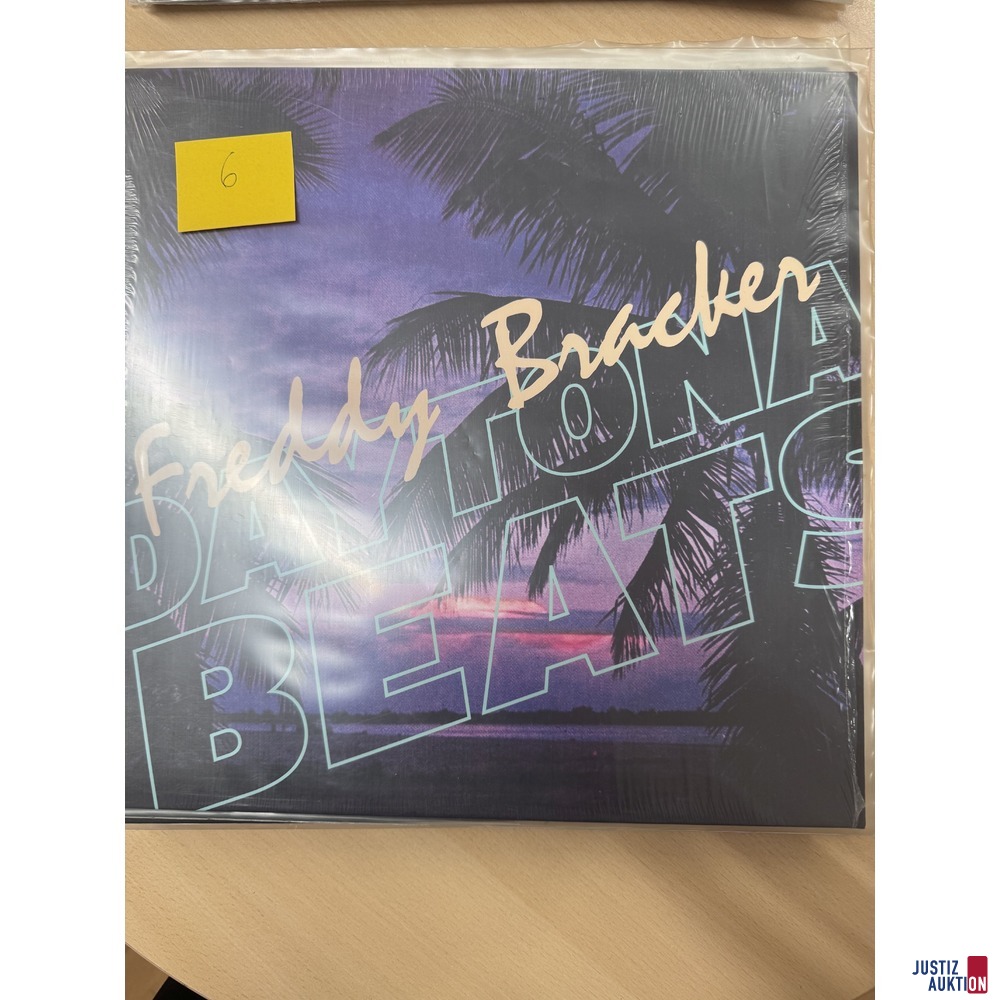 6
Freddy Bracker
DAYTONA
BEATS
JUSTIZ
AUKTION